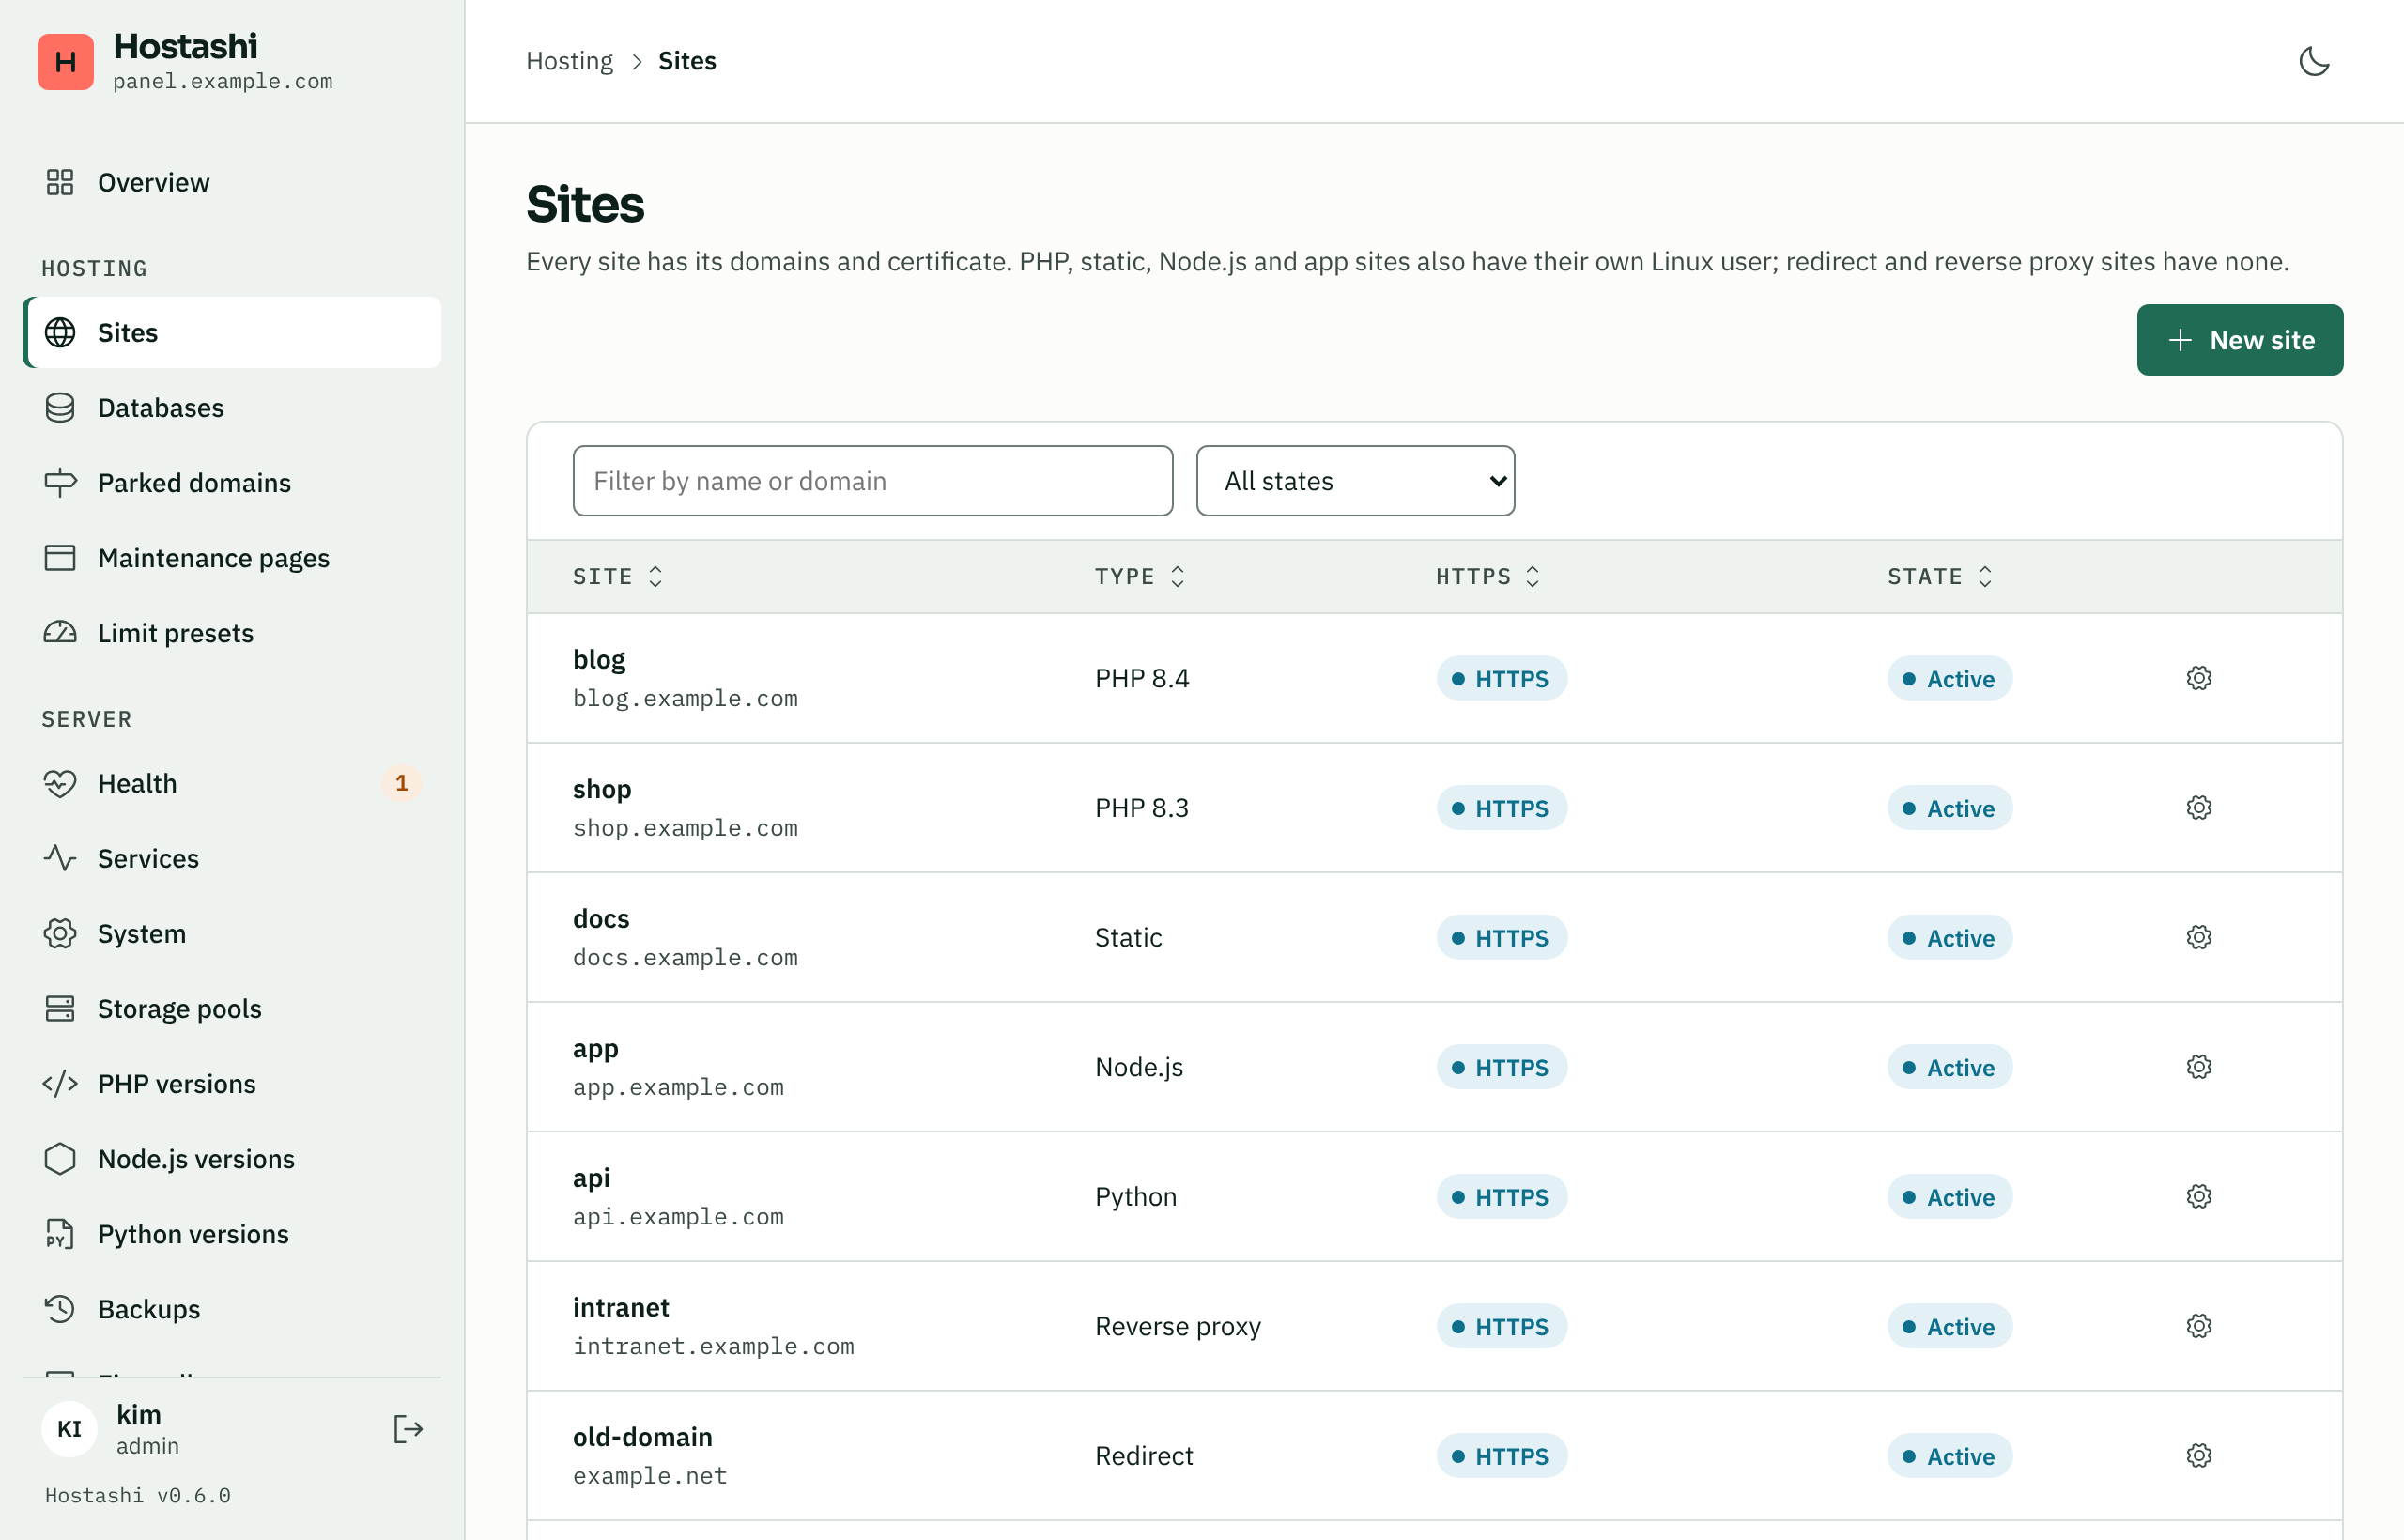 H
Hostashi
panel.example.com
Overview
HOSTING
Sites
Databases
Parked domains
Maintenance pages
Limit presets
SERVER
Health 1
Services
System
Storage pools
PHP versions
Node.js versions
PY Python versions
Backups
KI
kim
admin
Hostashi v0.6.0
Hosting > Sites
Sites
Every site has its domains and certificate. PHP, static, Node.js and app sites also have their own Linux user; redirect and reverse proxy sites have none.
+ New site
Filter by name or domain All states
SITE TYPE HTTPS STATE
blog
blog.example.com
PHP 8.4 HTTPS Active
shop
shop.example.com
PHP 8.3 HTTPS Active
docs
docs.example.com
Static HTTPS Active
app
app.example.com
Node.js HTTPS Active
api
api.example.com
Python HTTPS Active
intranet
intranet.example.com
Reverse proxy HTTPS Active
old-domain
example.net
Redirect HTTPS Active